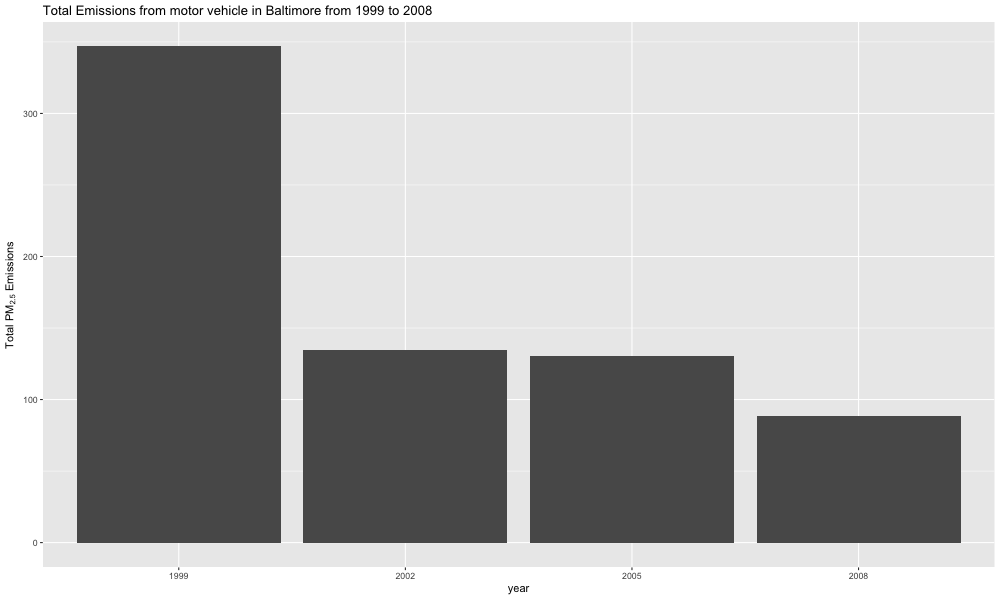 Total Emissions from motor vehicle in Baltimore from 1999 to 2008
Total PM2.5 Emissions
300
200
100
0
1999 2002 2005 2008
year